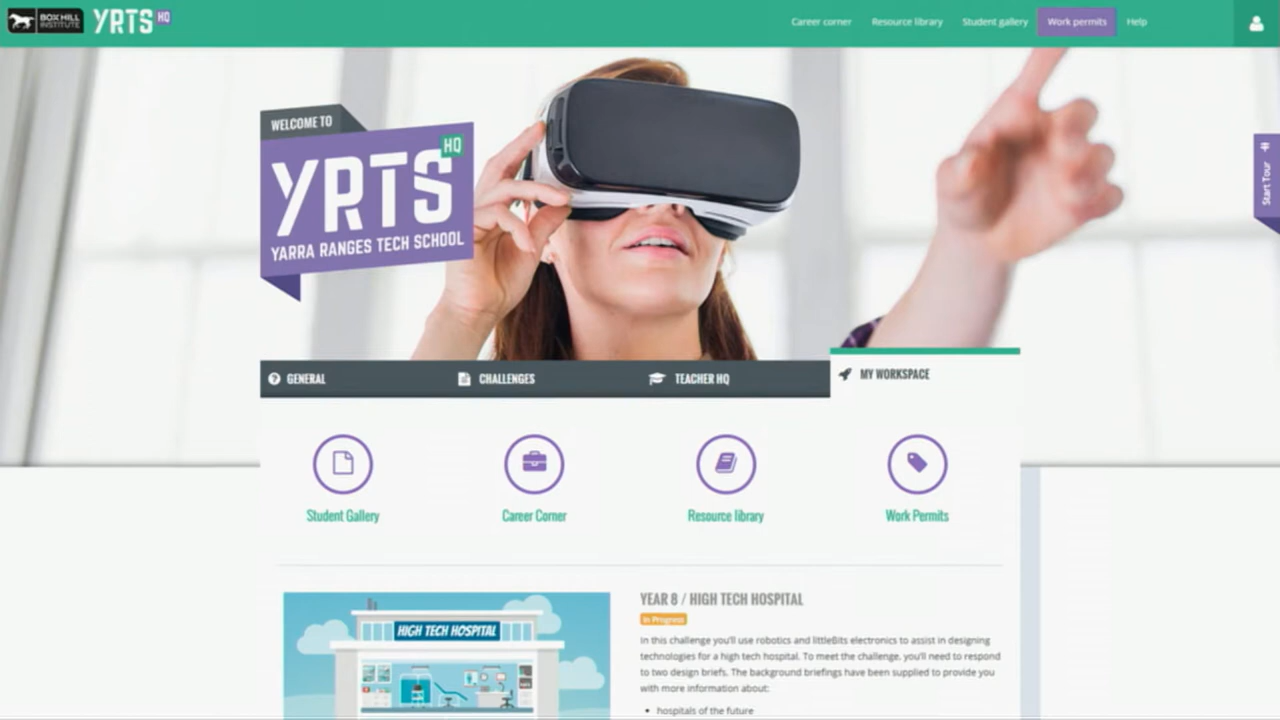 BOX HILL
INSTITUTE
YRTS HQ
Career corner
Resource library
Student gallery
Work permits
Help
WELCOME TO
YRTS HQ
YARRA RANGES TECH SCHOOL
Start Tour
GENERAL
CHALLENGES
TEACHER HQ
MY WORKSPACE
Student Gallery
Career Corner
Resource library
Work Permits
HIGH TECH HOSPITAL
YEAR 8 / HIGH TECH HOSPITAL
In Progress
In this challenge you'll use robotics and littleBits electronics to assist in designing
technologies for a high tech hospital. To meet the challenge, you'll need to respond
to two design briefs. The background briefings have been supplied to provide you
with more information about:
• hospitals of the future